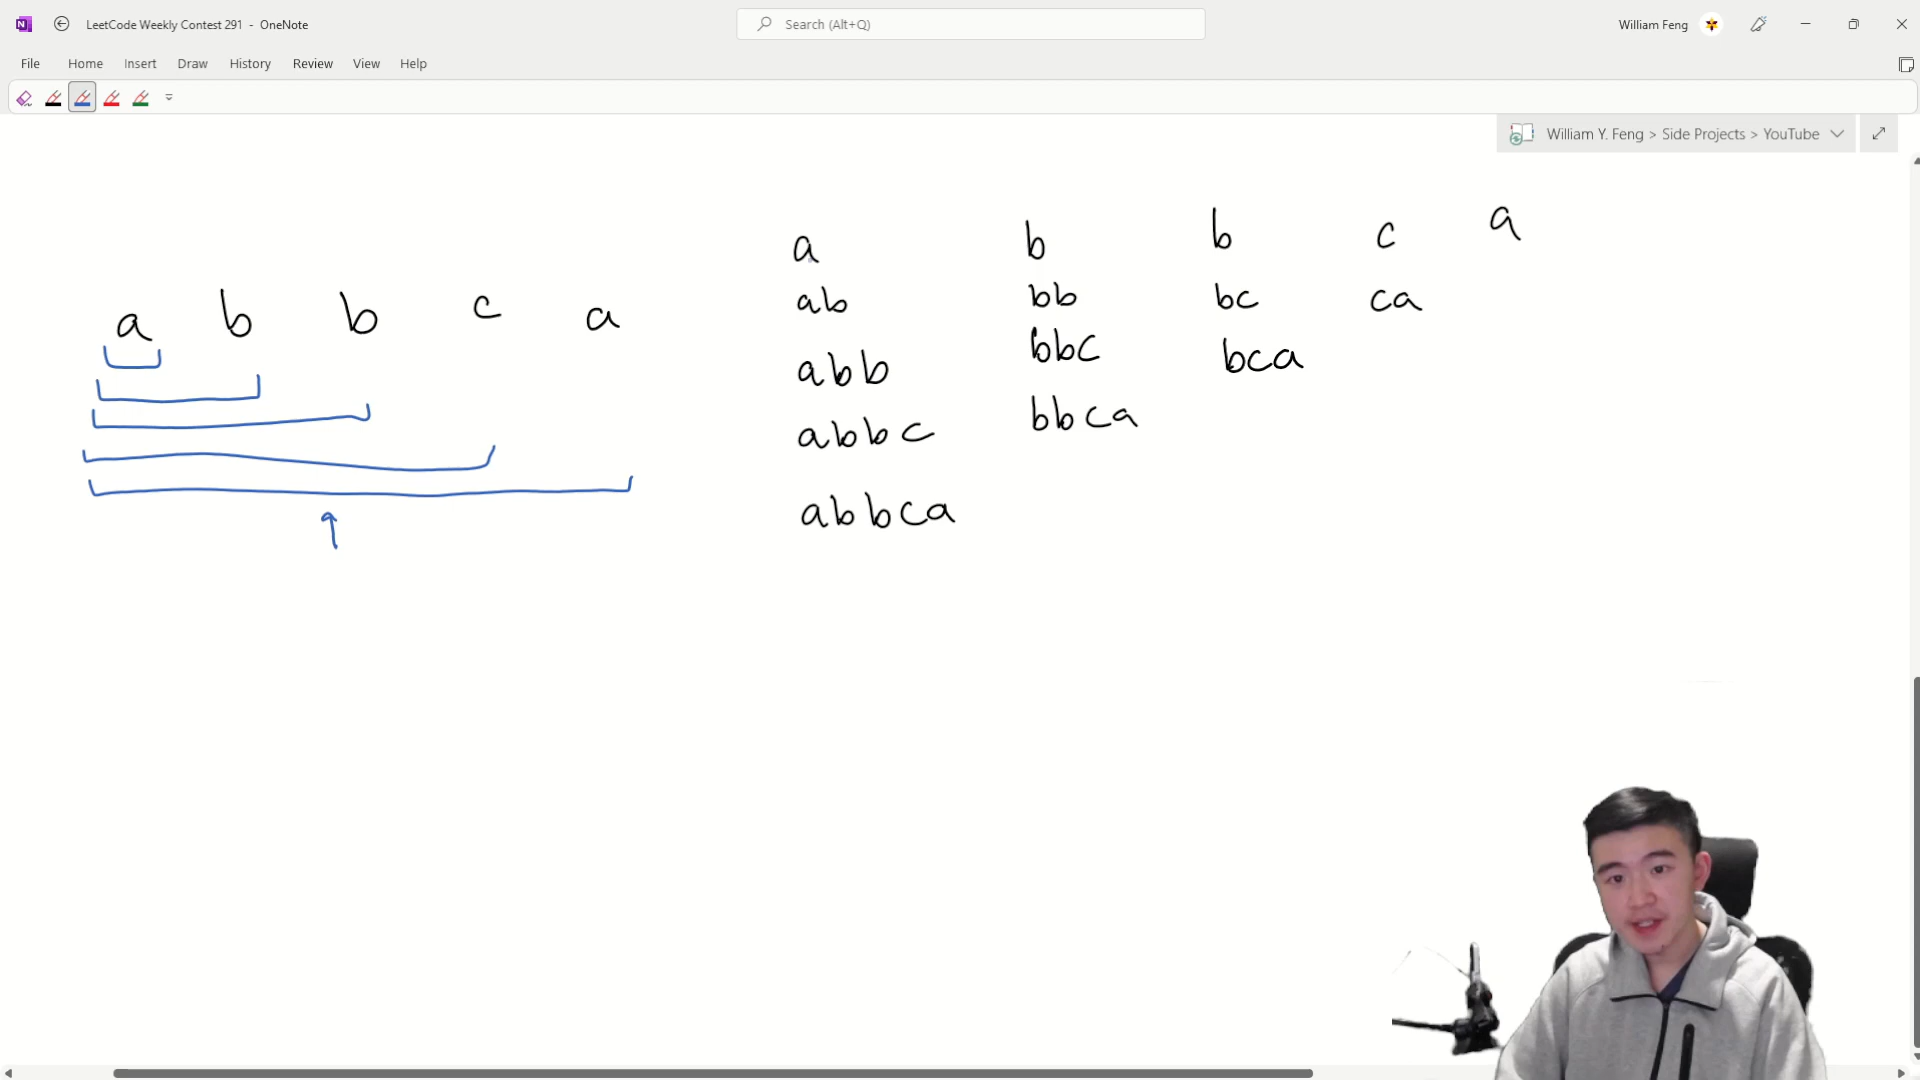 LeetCode Weekly Contest 291 - OneNote
Search (Alt+Q)
William Feng
File Home Insert Draw History Review View Help
William Y. Feng > Side Projects > YouTube
a b b c a
a
ab
abb
abbc
abbca
b
bb
bbc
bbca
b
bc
bca
c
ca
a